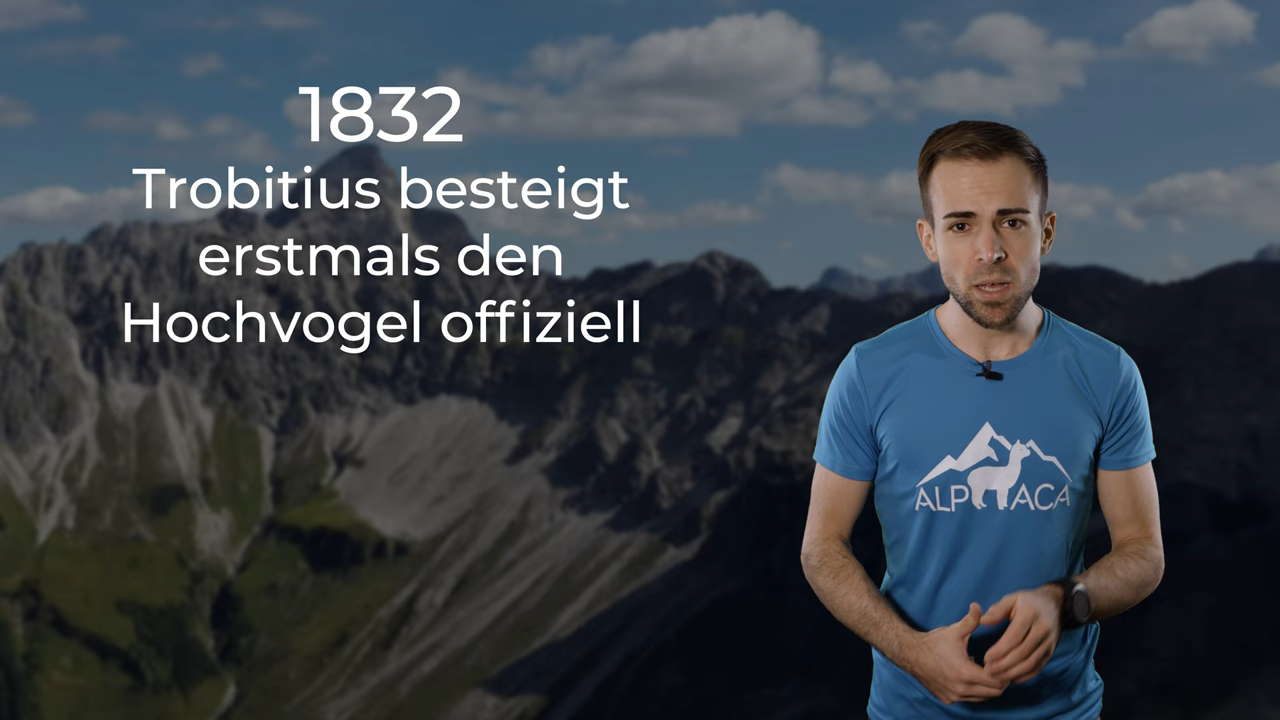 1832
Trobitius besteigt
erstmals den
Hochvogel offiziell
ALPACA